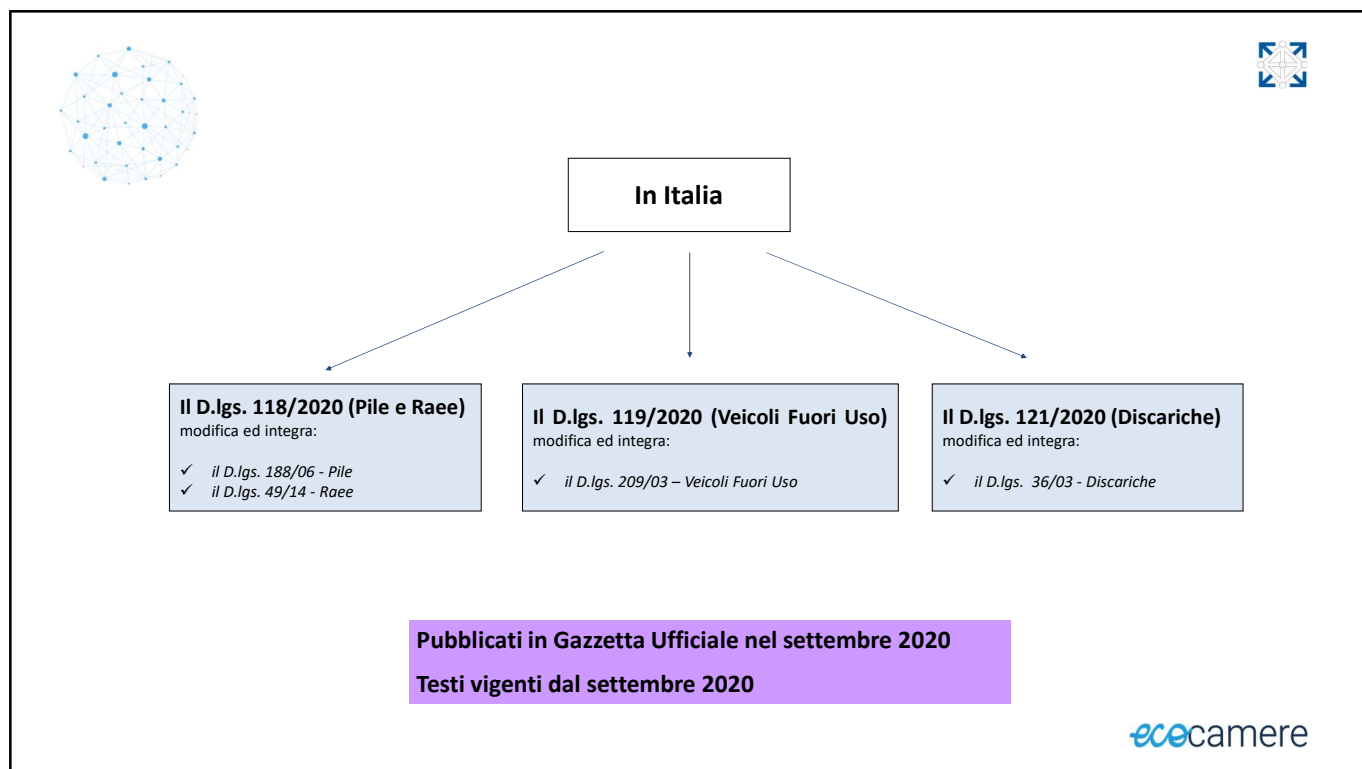 In Italia
Il D.lgs. 118/2020 (Pile e Raee)
modifica ed integra:
✓ il D.lgs. 188/06 - Pile
✓ il D.lgs. 49/14 - Raee
Il D.lgs. 119/2020 (Veicoli Fuori Uso)
modifica ed integra:
✓ il D.lgs. 209/03 – Veicoli Fuori Uso
Il D.lgs. 121/2020 (Discariche)
modifica ed integra:
✓ il D.lgs. 36/03 - Discariche
Pubblicati in Gazzetta Ufficiale nel settembre 2020
Testi vigenti dal settembre 2020
ecocamere